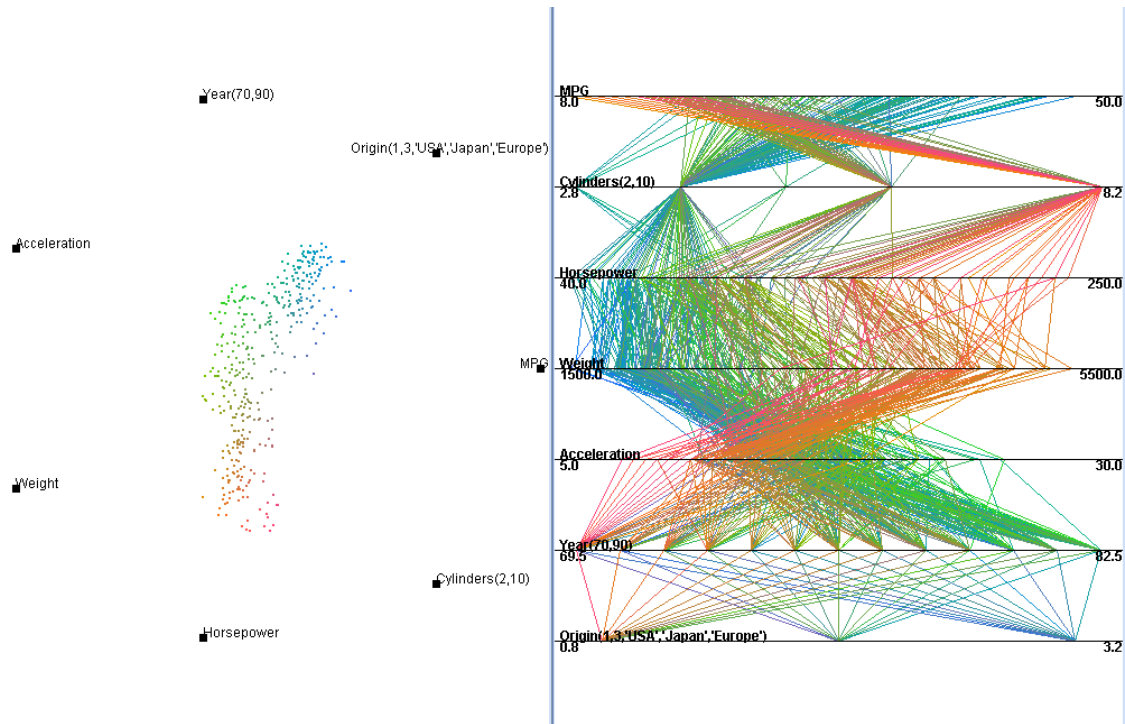 Year(70,90)
Origin(1,3,'USA','Japan','Europe')
Acceleration
MPG
Weight
Cylinders(2,10)
Horsepower
MPG
8.0 50.0
Cylinders(2,10)
2.8 8.2
Horsepower
40.0 250.0
Weight
1500.0 5500.0
Acceleration
5.0 30.0
Year(70,90)
69.5 82.5
Origin(1,3,'USA','Japan','Europe')
0.8 3.2